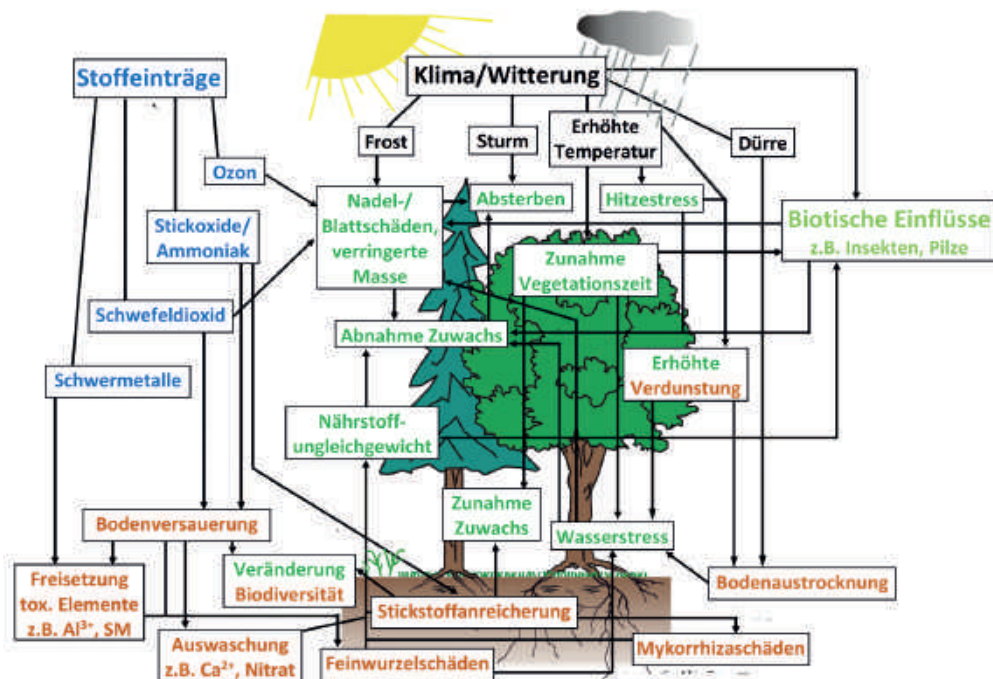 Stoffeinträge
Klima/Witterung
Frost
Sturm
Erhöhte
Temperatur
Dürre
Ozon
Nadel-/
Blattschäden,
verringerte
Masse
Absterben
Hitzestress
Biotische Einflüsse
z.B. Insekten, Pilze
Stickoxide/
Ammoniak
Zunahme
Vegetationszeit
Schwefeldioxid
Abnahme Zuwachs
Schwermetalle
Erhöhte
Verdunstung
Nährstoff-
ungleichgewicht
Zunahme
Zuwachs
Bodenversauerung
Wasserstress
Freisetzung
tox. Elemente
z.B. Al³⁺, SM
Veränderung
Biodiversität
Stickstoffanreicherung
Bodenaustrocknung
Auswaschung
z.B. Ca²⁺, Nitrat
Feinwurzelschäden
Mykorrhizaschäden